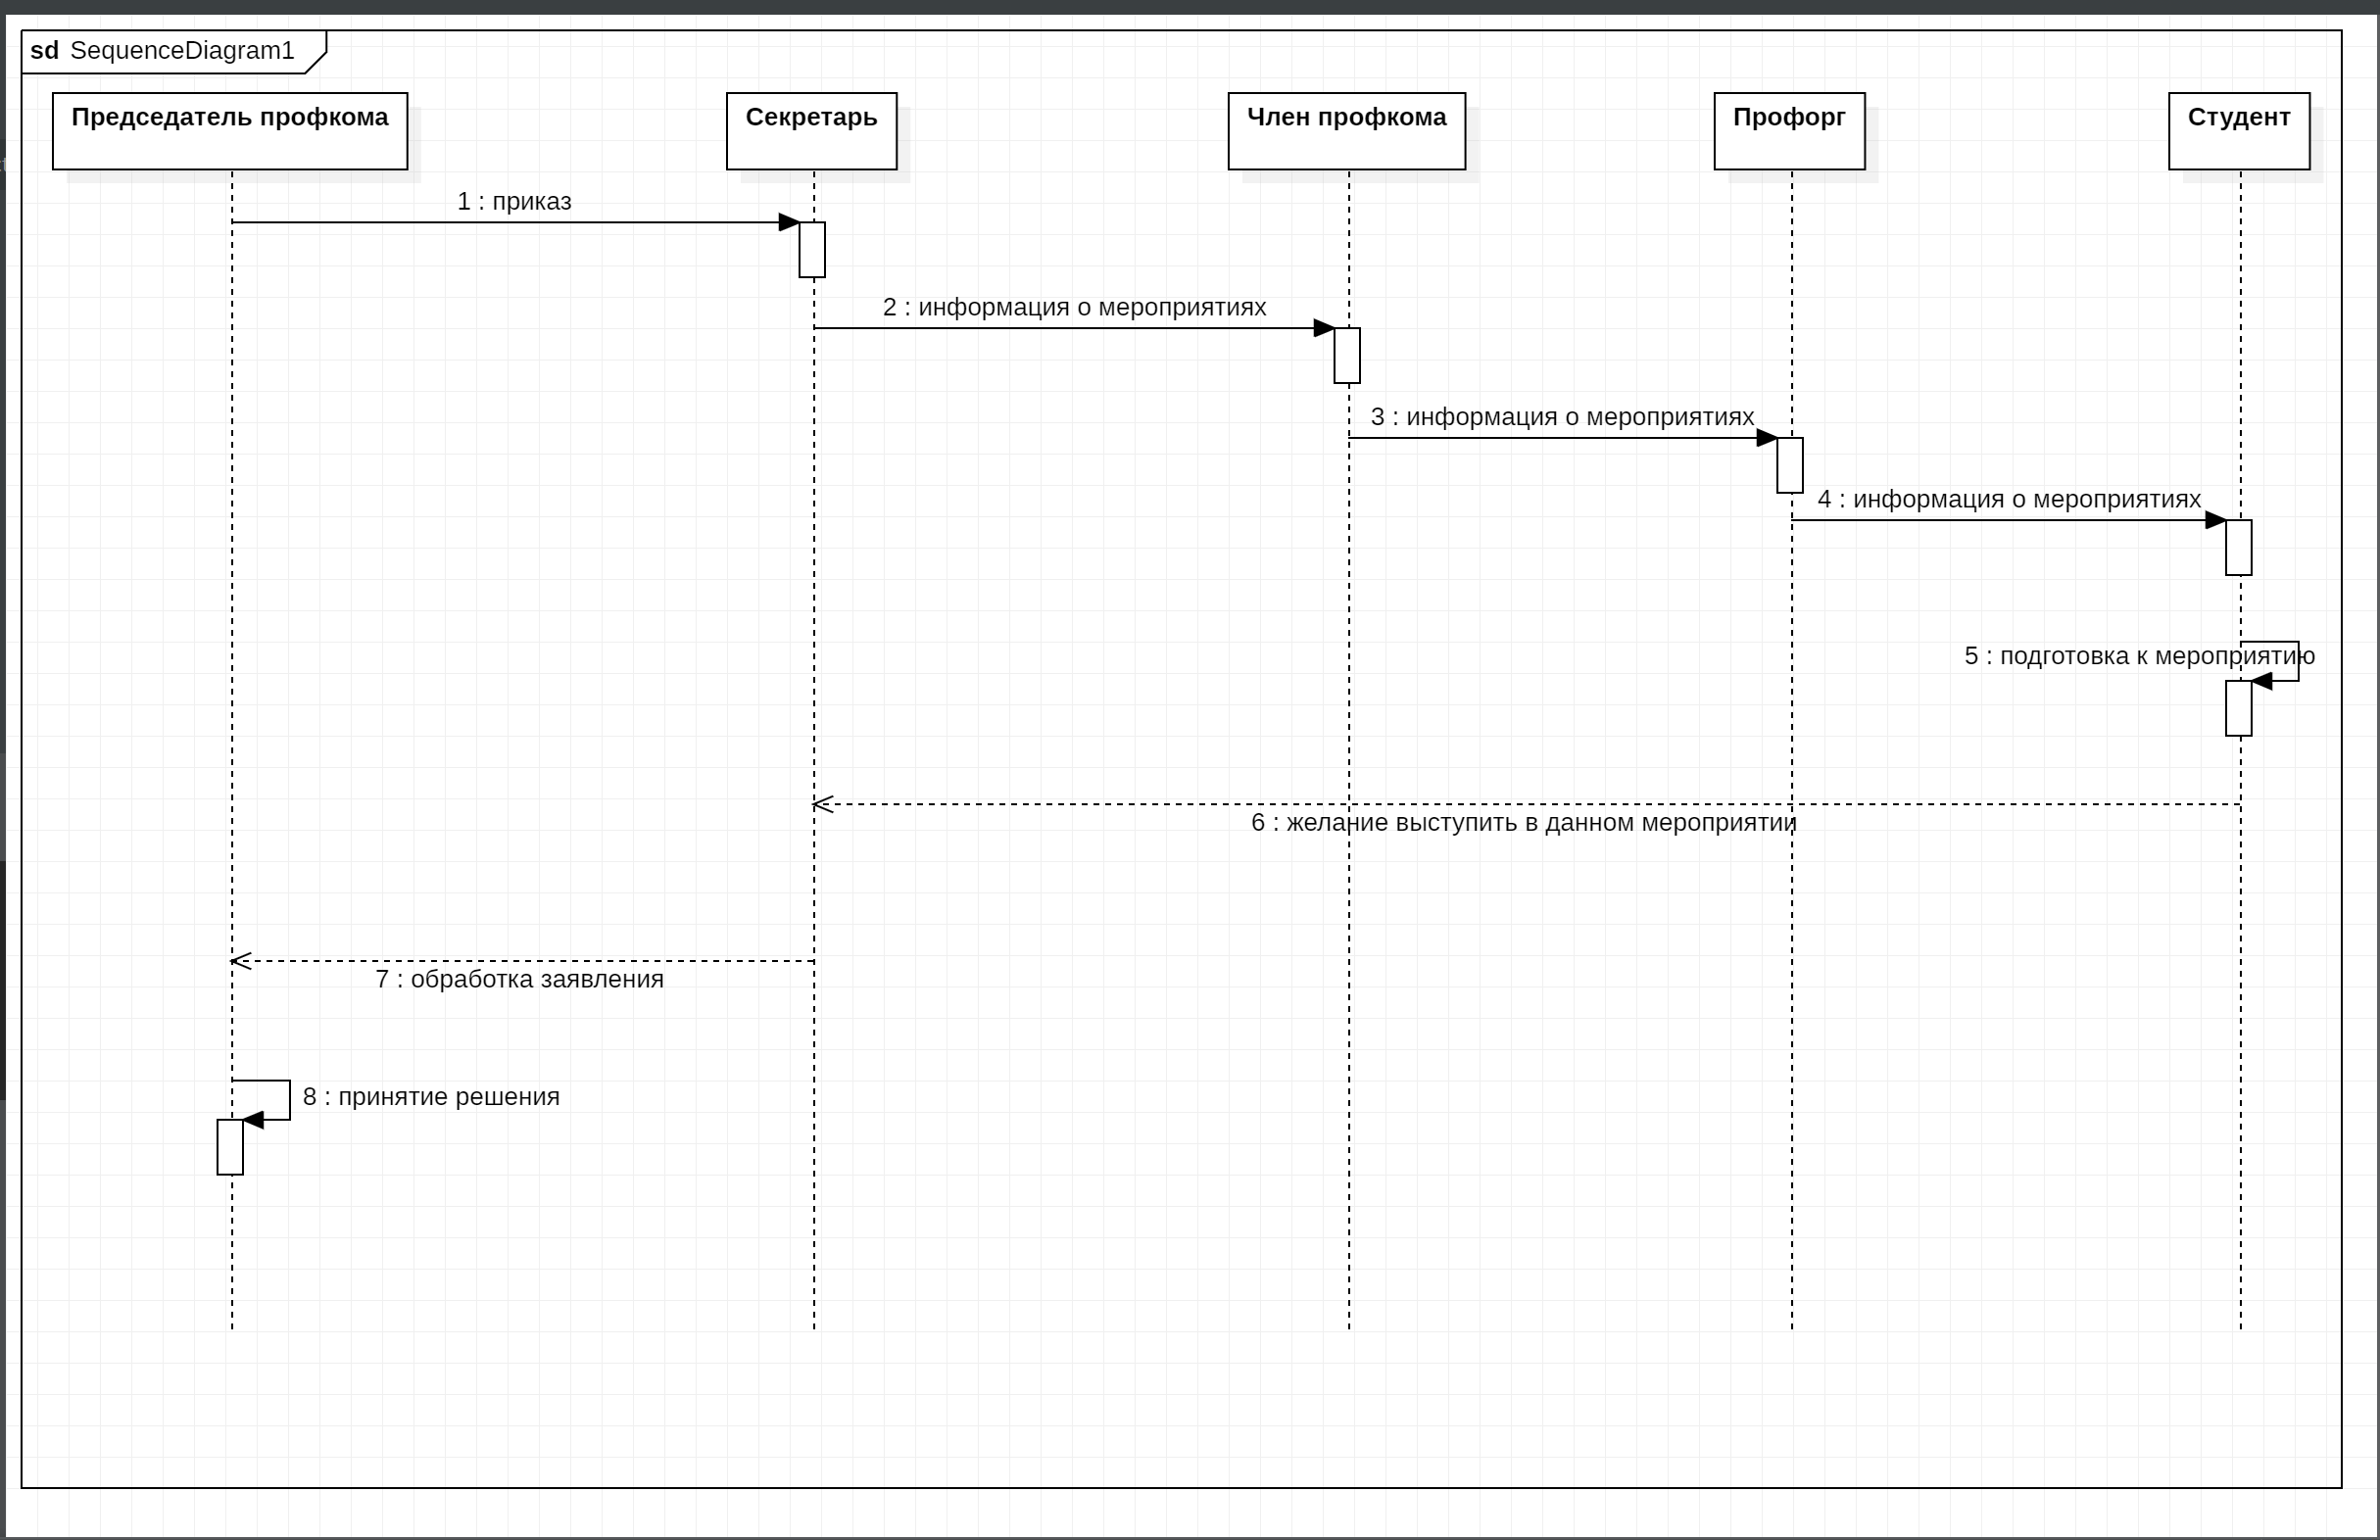 sd SequenceDiagram1
Председатель профкома
Секретарь
Член профкома
Профорг
Студент
1 : приказ
2 : информация о мероприятиях
3 : информация о мероприятиях
4 : информация о мероприятиях
5 : подготовка к мероприятию
6 : желание выступить в данном мероприятии
7 : обработка заявления
8 : принятие решения